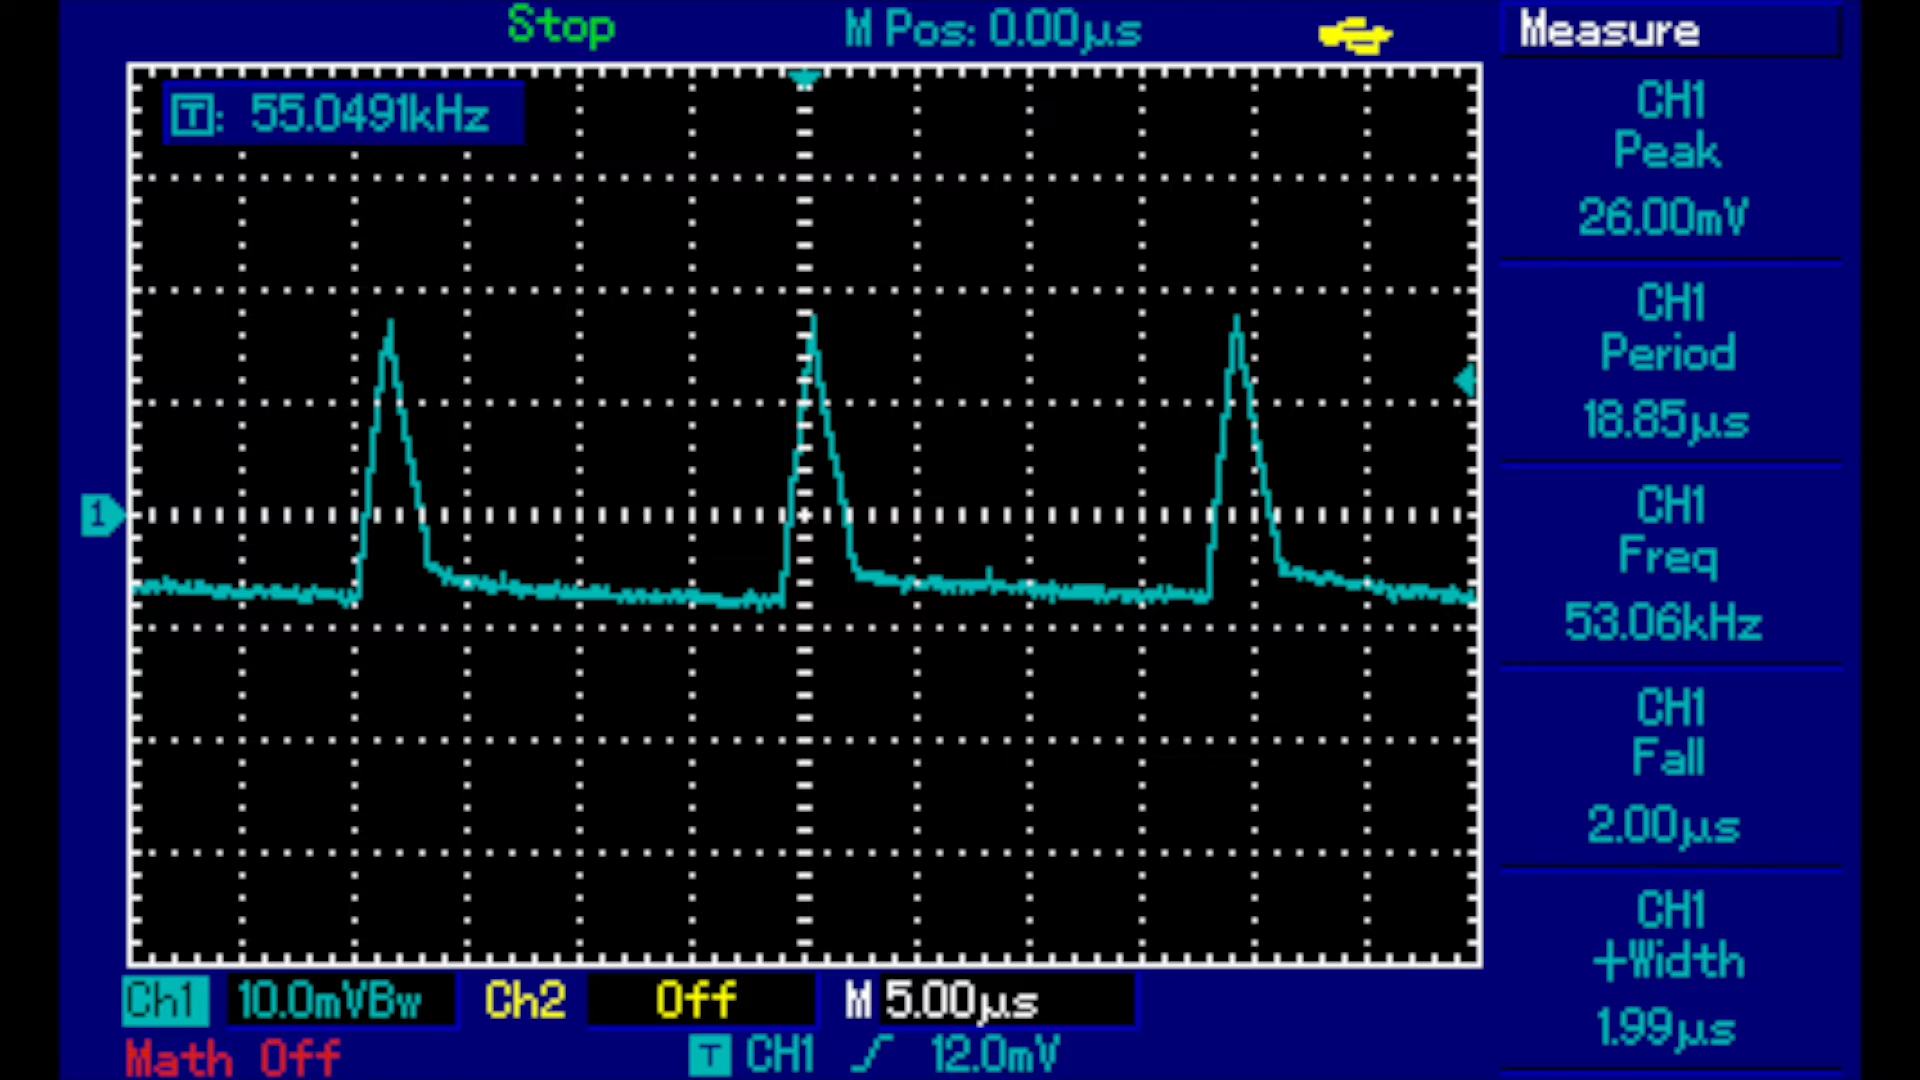 Stop M Pos: 0.00µs Measure
T: 55.0491kHz
CH1
Peak
26.00mV
CH1
Period
18.85µs
1
CH1
Freq
53.06kHz
CH1
Fall
2.00µs
CH1
+Width
1.99µs
Ch1 10.0mVBw Ch2 Off M 5.00µs
Math Off T CH1 12.0mV